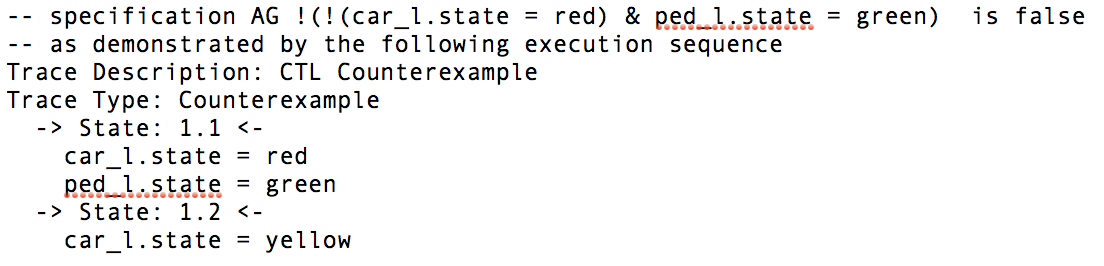 -- specification AG !(!(car_l.state = red) & ped_l.state = green)  is false
-- as demonstrated by the following execution sequence
Trace Description: CTL Counterexample
Trace Type: Counterexample
  -> State: 1.1 <-
    car_l.state = red
    ped_l.state = green
  -> State: 1.2 <-
    car_l.state = yellow